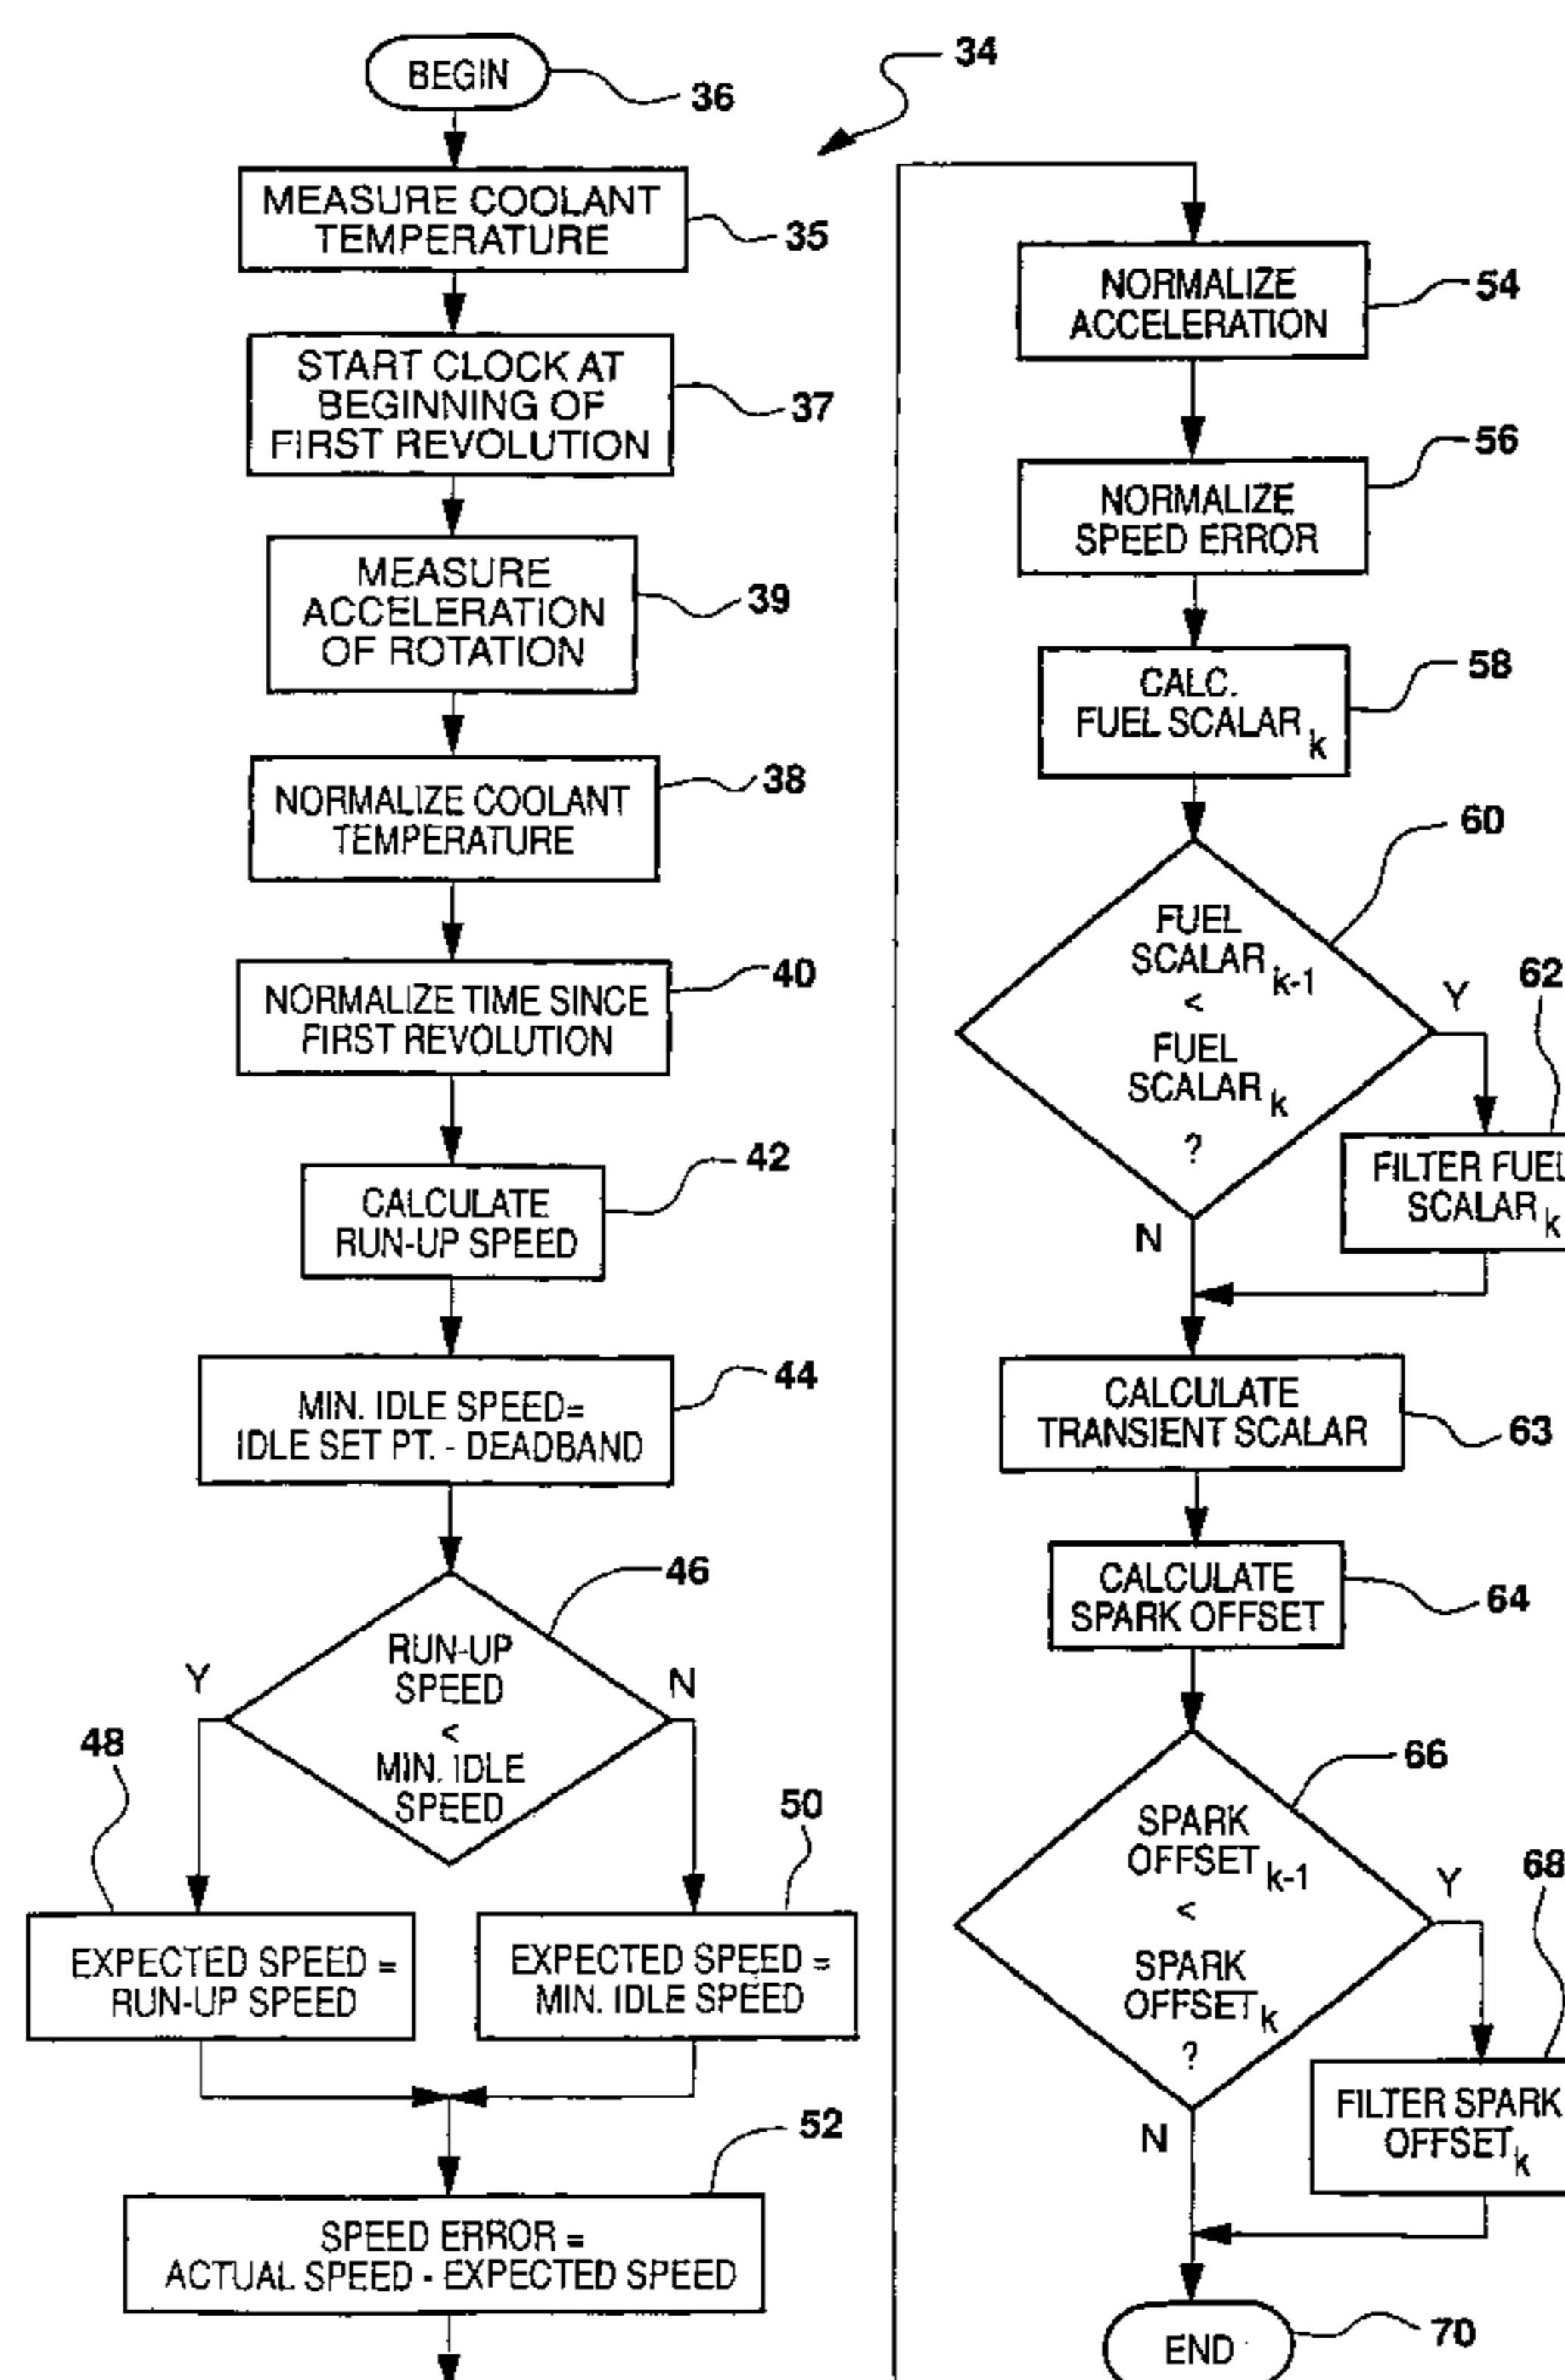 BEGIN
36
34
MEASURE COOLANT
TEMPERATURE
35
START CLOCK AT
BEGINNING OF
FIRST REVOLUTION
37
MEASURE
ACCELERATION
OF ROTATION
39
NORMALIZE COOLANT
TEMPERATURE
38
NORMALIZE TIME SINCE
FIRST REVOLUTION
40
CALCULATE
RUN-UP SPEED
42
MIN. IDLE SPEED=
IDLE SET PT. - DEADBAND
44
46
RUN-UP
SPEED
<
MIN. IDLE
SPEED
Y
N
48
50
EXPECTED SPEED =
RUN-UP SPEED
EXPECTED SPEED =
MIN. IDLE SPEED
52
SPEED ERROR =
ACTUAL SPEED - EXPECTED SPEED
NORMALIZE
ACCELERATION
54
NORMALIZE
SPEED ERROR
56
CALC.
FUEL SCALAR k
58
60
FUEL
SCALAR k-1
<
FUEL
SCALAR k
?
Y
N
62
FILTER FUEL
SCALAR k
CALCULATE
TRANSIENT SCALAR
63
CALCULATE
SPARK OFFSET
64
66
SPARK
OFFSET k-1
<
SPARK
OFFSET k
?
Y
N
68
FILTER SPARK
OFFSET k
END
70